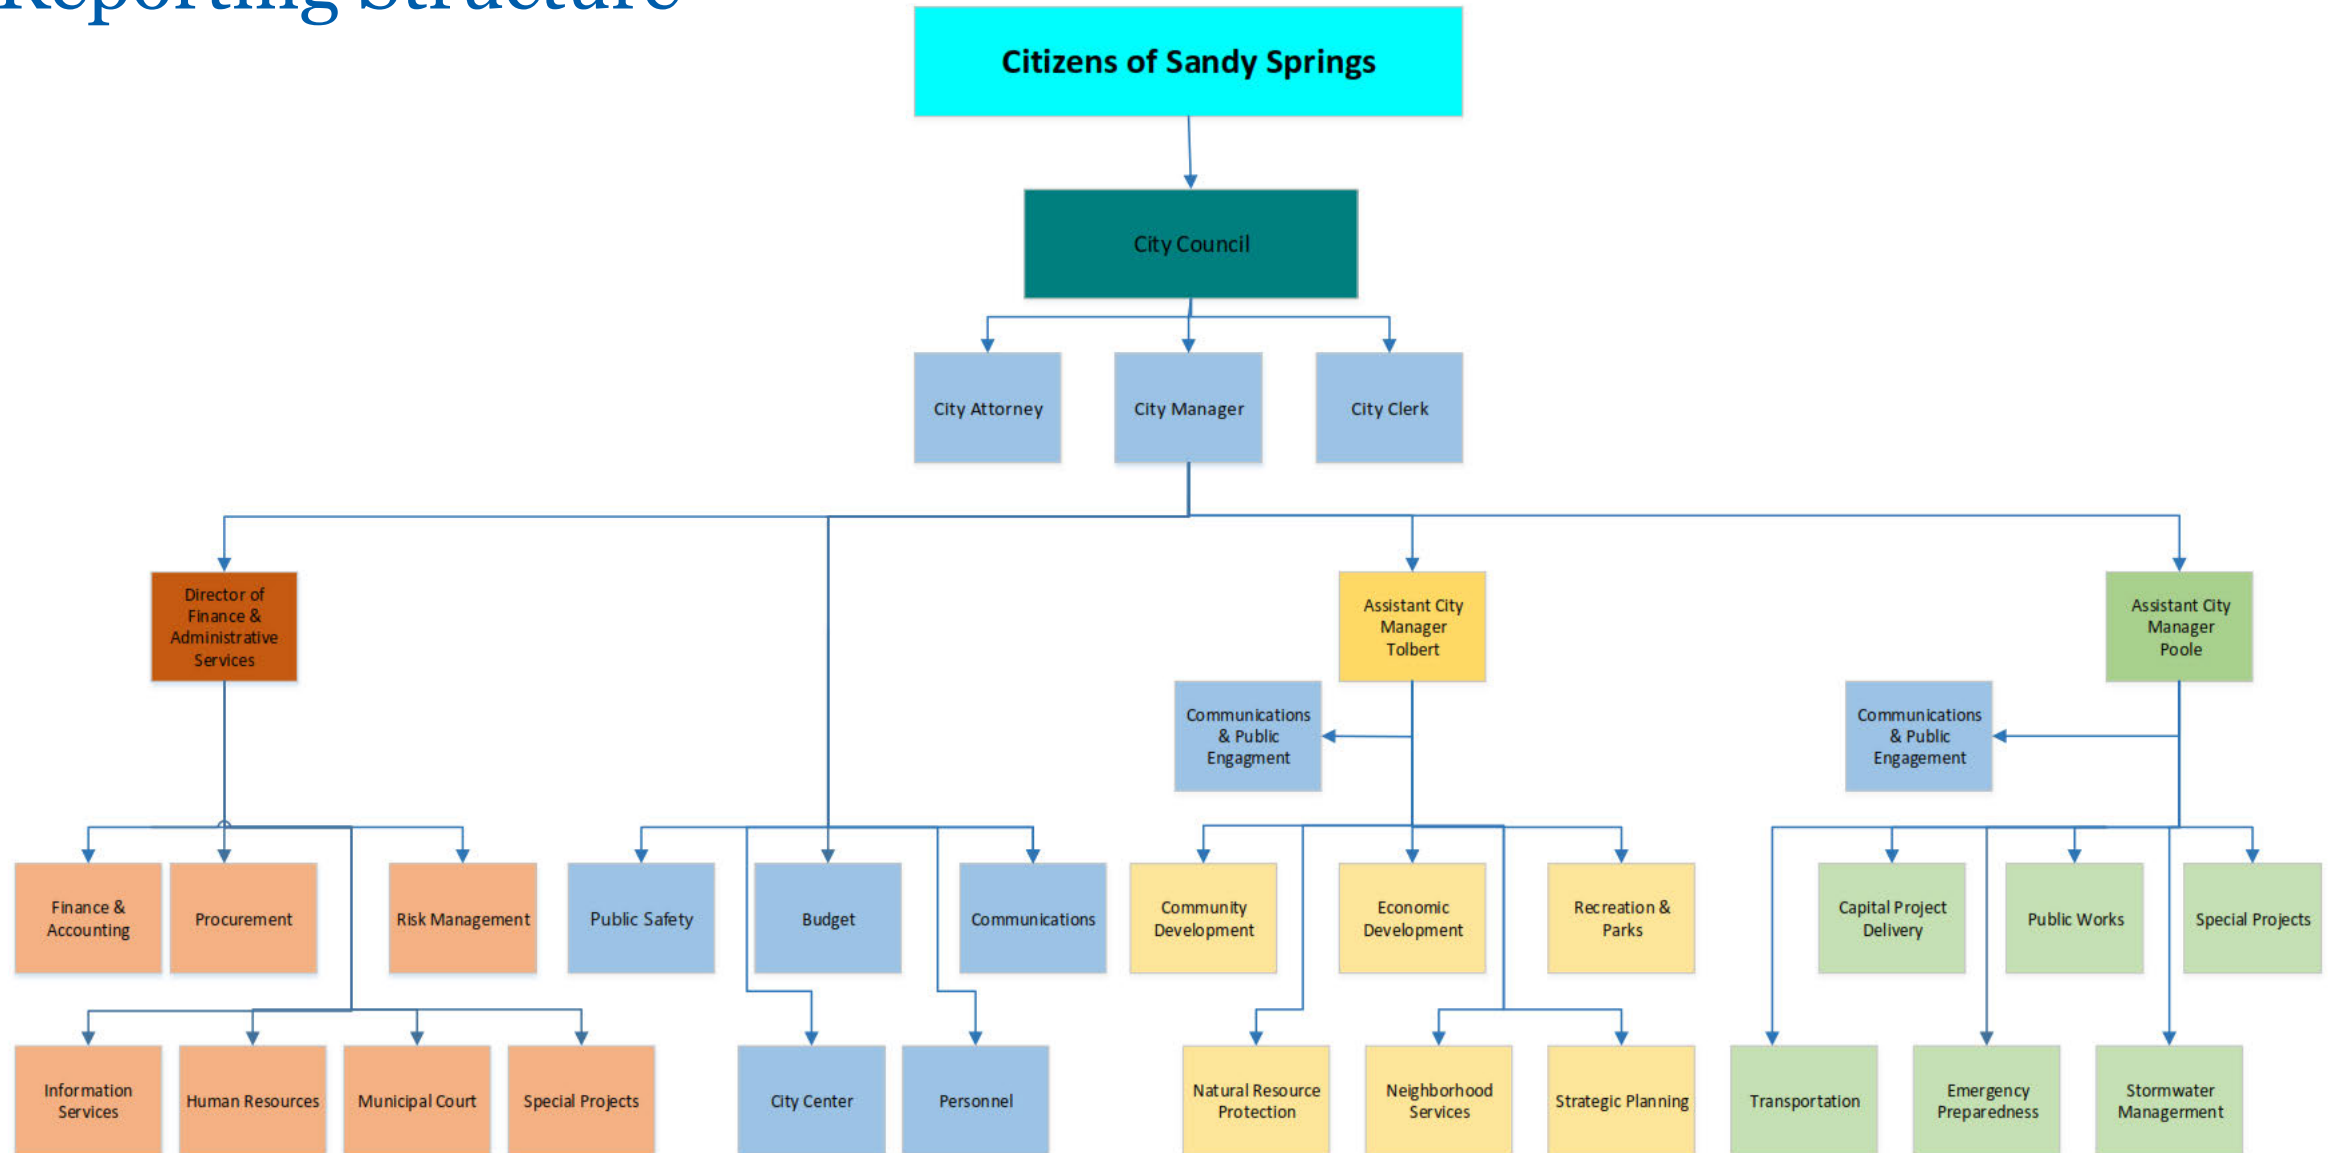 Reporting Structure
Citizens of Sandy Springs
City Council
City Attorney
City Manager
City Clerk
Director of
Finance &
Administrative
Services
Assistant City
Manager
Tolbert
Assistant City
Manager
Poole
Communications
& Public
Engagment
Communications
& Public
Engagement
Finance &
Accounting
Procurement
Risk Management
Public Safety
Budget
Communications
Community
Development
Economic
Development
Recreation &
Parks
Capital Project
Delivery
Public Works
Special Projects
Information
Services
Human Resources
Municipal Court
Special Projects
City Center
Personnel
Natural Resource
Protection
Neighborhood
Services
Strategic Planning
Transportation
Emergency
Preparedness
Stormwater
Managerment